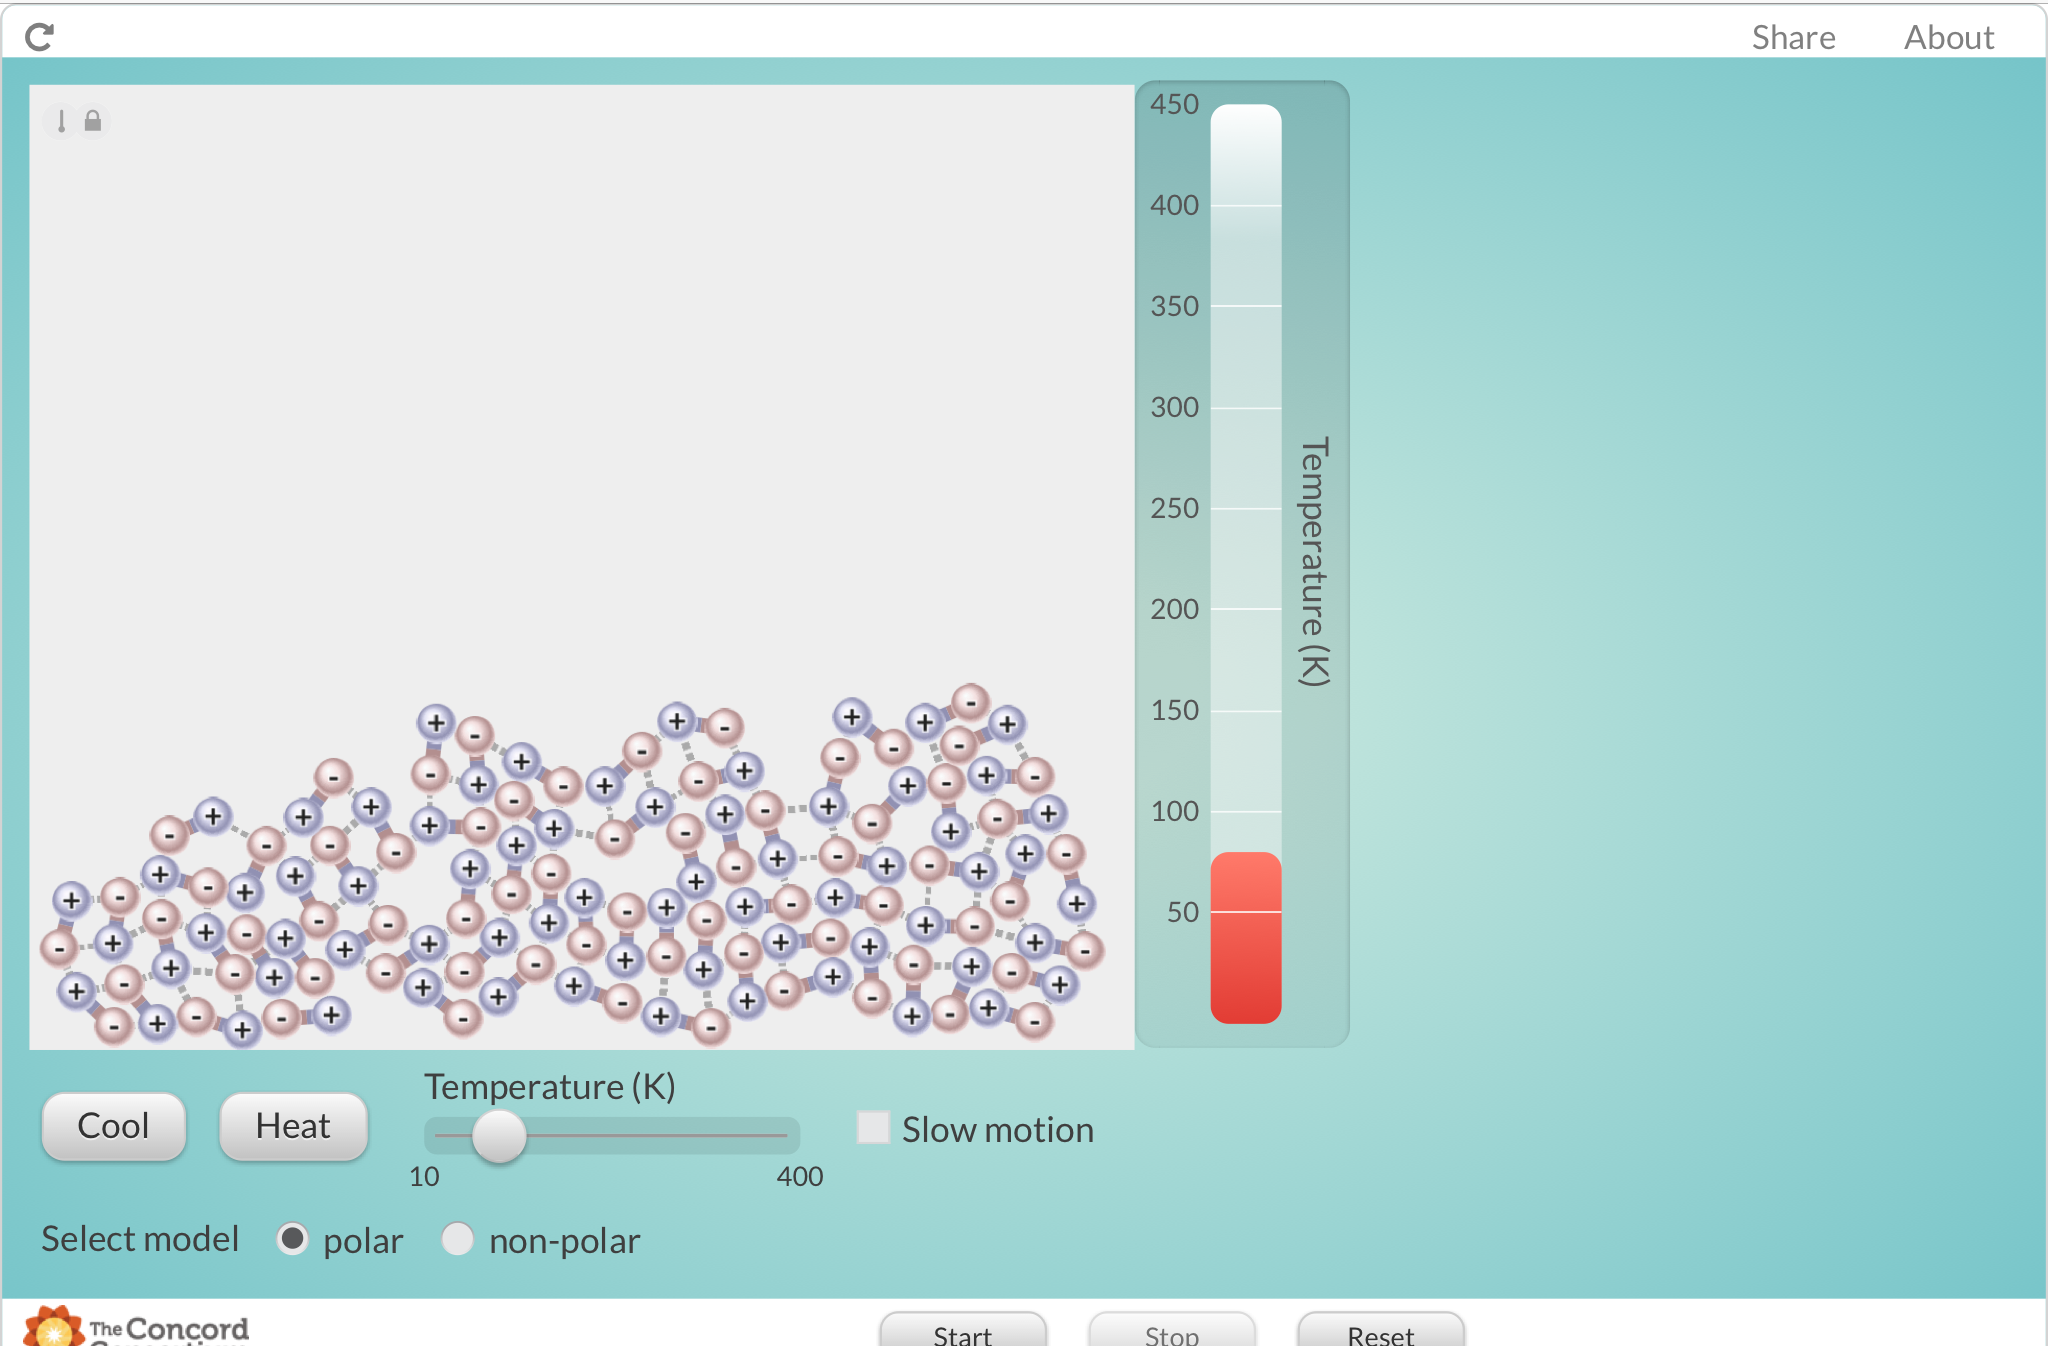 Share About
450
400
350
300
250
200
150
100
50
Temperature (K)
Temperature (K)
Cool Heat
Slow motion
10 400
Select model polar non-polar
The Concord
Start Stop Reset